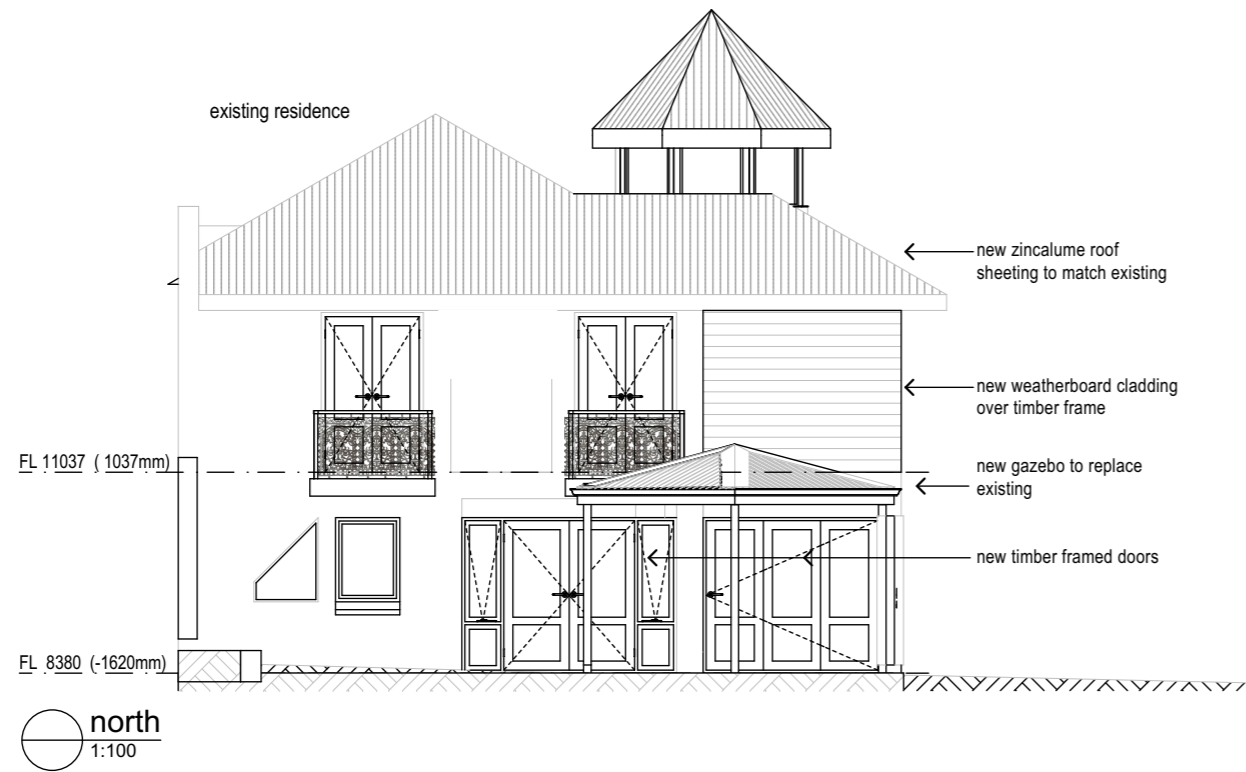 existing residence
new zincalume roof
sheeting to match existing
new weatherboard cladding
over timber frame
FL 11037 ( 1037mm)
new gazebo to replace
existing
new timber framed doors
FL 8380 (-1620mm)
north
1:100